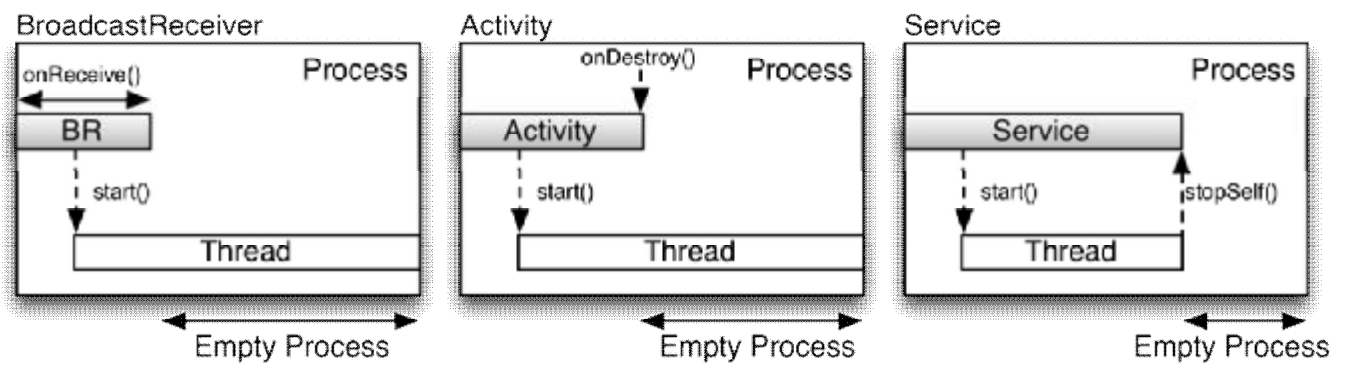 BroadcastReceiver
onReceive()
Process
BR
start()
Thread
Empty Process
Activity
onDestroy()
Process
Activity
start()
Thread
Empty Process
Service
Process
Service
start()
stopSelf()
Thread
Empty Process